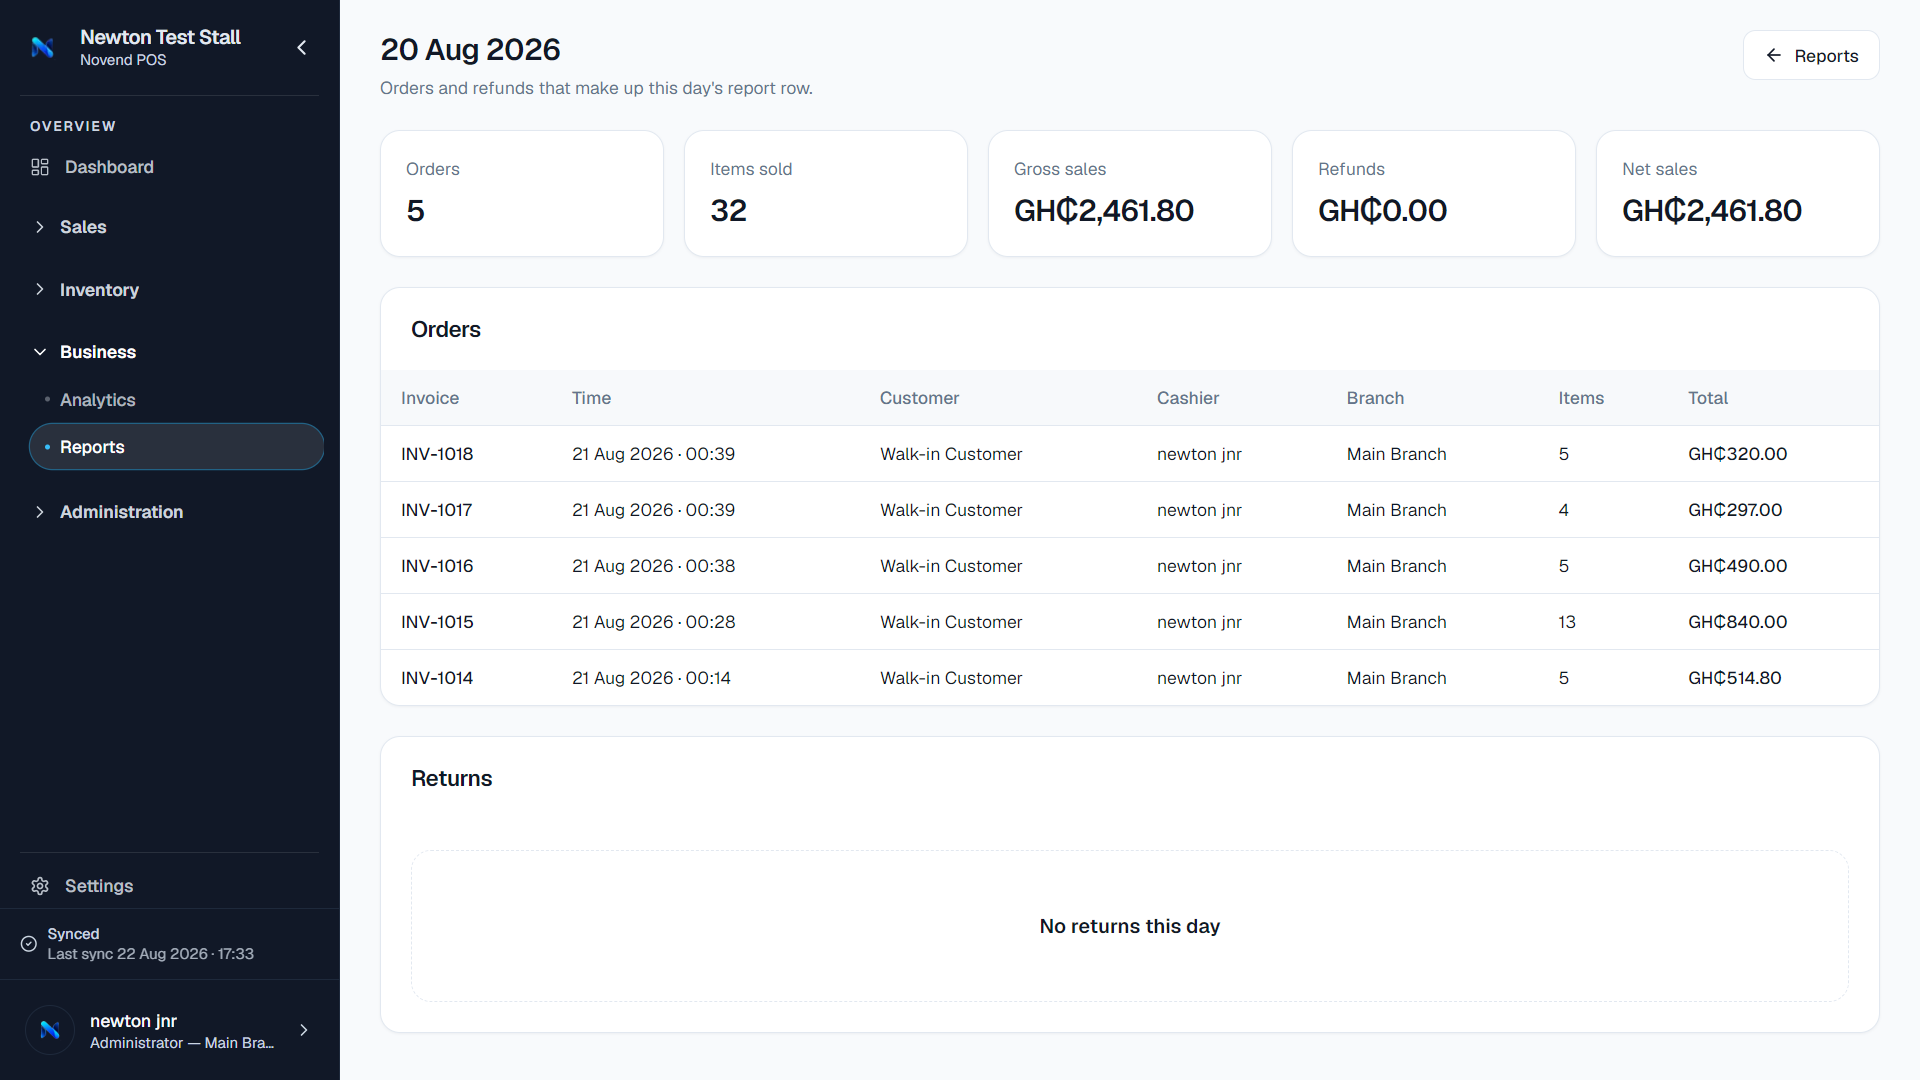 Newton Test Stall
Novend POS
OVERVIEW
Dashboard
Sales
Inventory
Business
Analytics
Reports
Administration
Settings
Synced
Last sync 22 Aug 2026 · 17:33
newton jnr
Administrator — Main Bra...
20 Aug 2026
Orders and refunds that make up this day's report row.
Reports
Orders
5
Items sold
32
Gross sales
GH₵2,461.80
Refunds
GH₵0.00
Net sales
GH₵2,461.80
Orders
Invoice Time Customer Cashier Branch Items Total
INV-1018 21 Aug 2026 · 00:39 Walk-in Customer newton jnr Main Branch 5 GH₵320.00
INV-1017 21 Aug 2026 · 00:39 Walk-in Customer newton jnr Main Branch 4 GH₵297.00
INV-1016 21 Aug 2026 · 00:38 Walk-in Customer newton jnr Main Branch 5 GH₵490.00
INV-1015 21 Aug 2026 · 00:28 Walk-in Customer newton jnr Main Branch 13 GH₵840.00
INV-1014 21 Aug 2026 · 00:14 Walk-in Customer newton jnr Main Branch 5 GH₵514.80
Returns
No returns this day